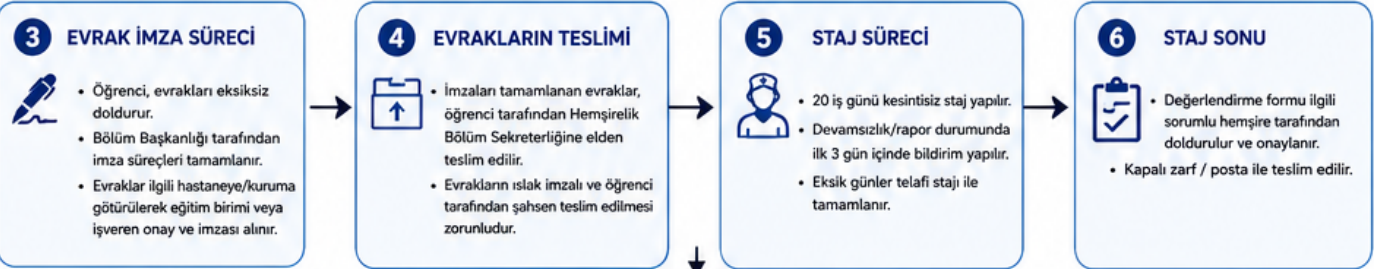 3 EVRAK İMZA SÜRECİ
• Öğrenci, evrakları eksiksiz
doldurur.
• Bölüm Başkanlığı tarafından
imza süreçleri tamamlanır.
• Evraklar ilgili hastaneye/kuruma
götürülerek eğitim birimi veya
işveren onay ve imzası alınır.
4 EVRAKLARIN TESLİMİ
• İmzaları tamamlanan evraklar,
öğrenci tarafından Hemşirelik
Bölüm Sekreterliğine elden
teslim edilir.
• Evrakların ıslak imzalı ve öğrenci
tarafından şahsen teslim edilmesi
zorunludur.
5 STAJ SÜRECİ
• 20 iş günü kesintisiz staj yapılır.
• Devamsızlık/rapor durumunda
ilk 3 gün içinde bildirim yapılır.
• Eksik günler telafi stajı ile
tamamlanır.
6 STAJ SONU
• Değerlendirme formu ilgili
sorumlu hemşire tarafından
doldurulur ve onaylanır.
• Kapalı zarf / posta ile teslim edilir.